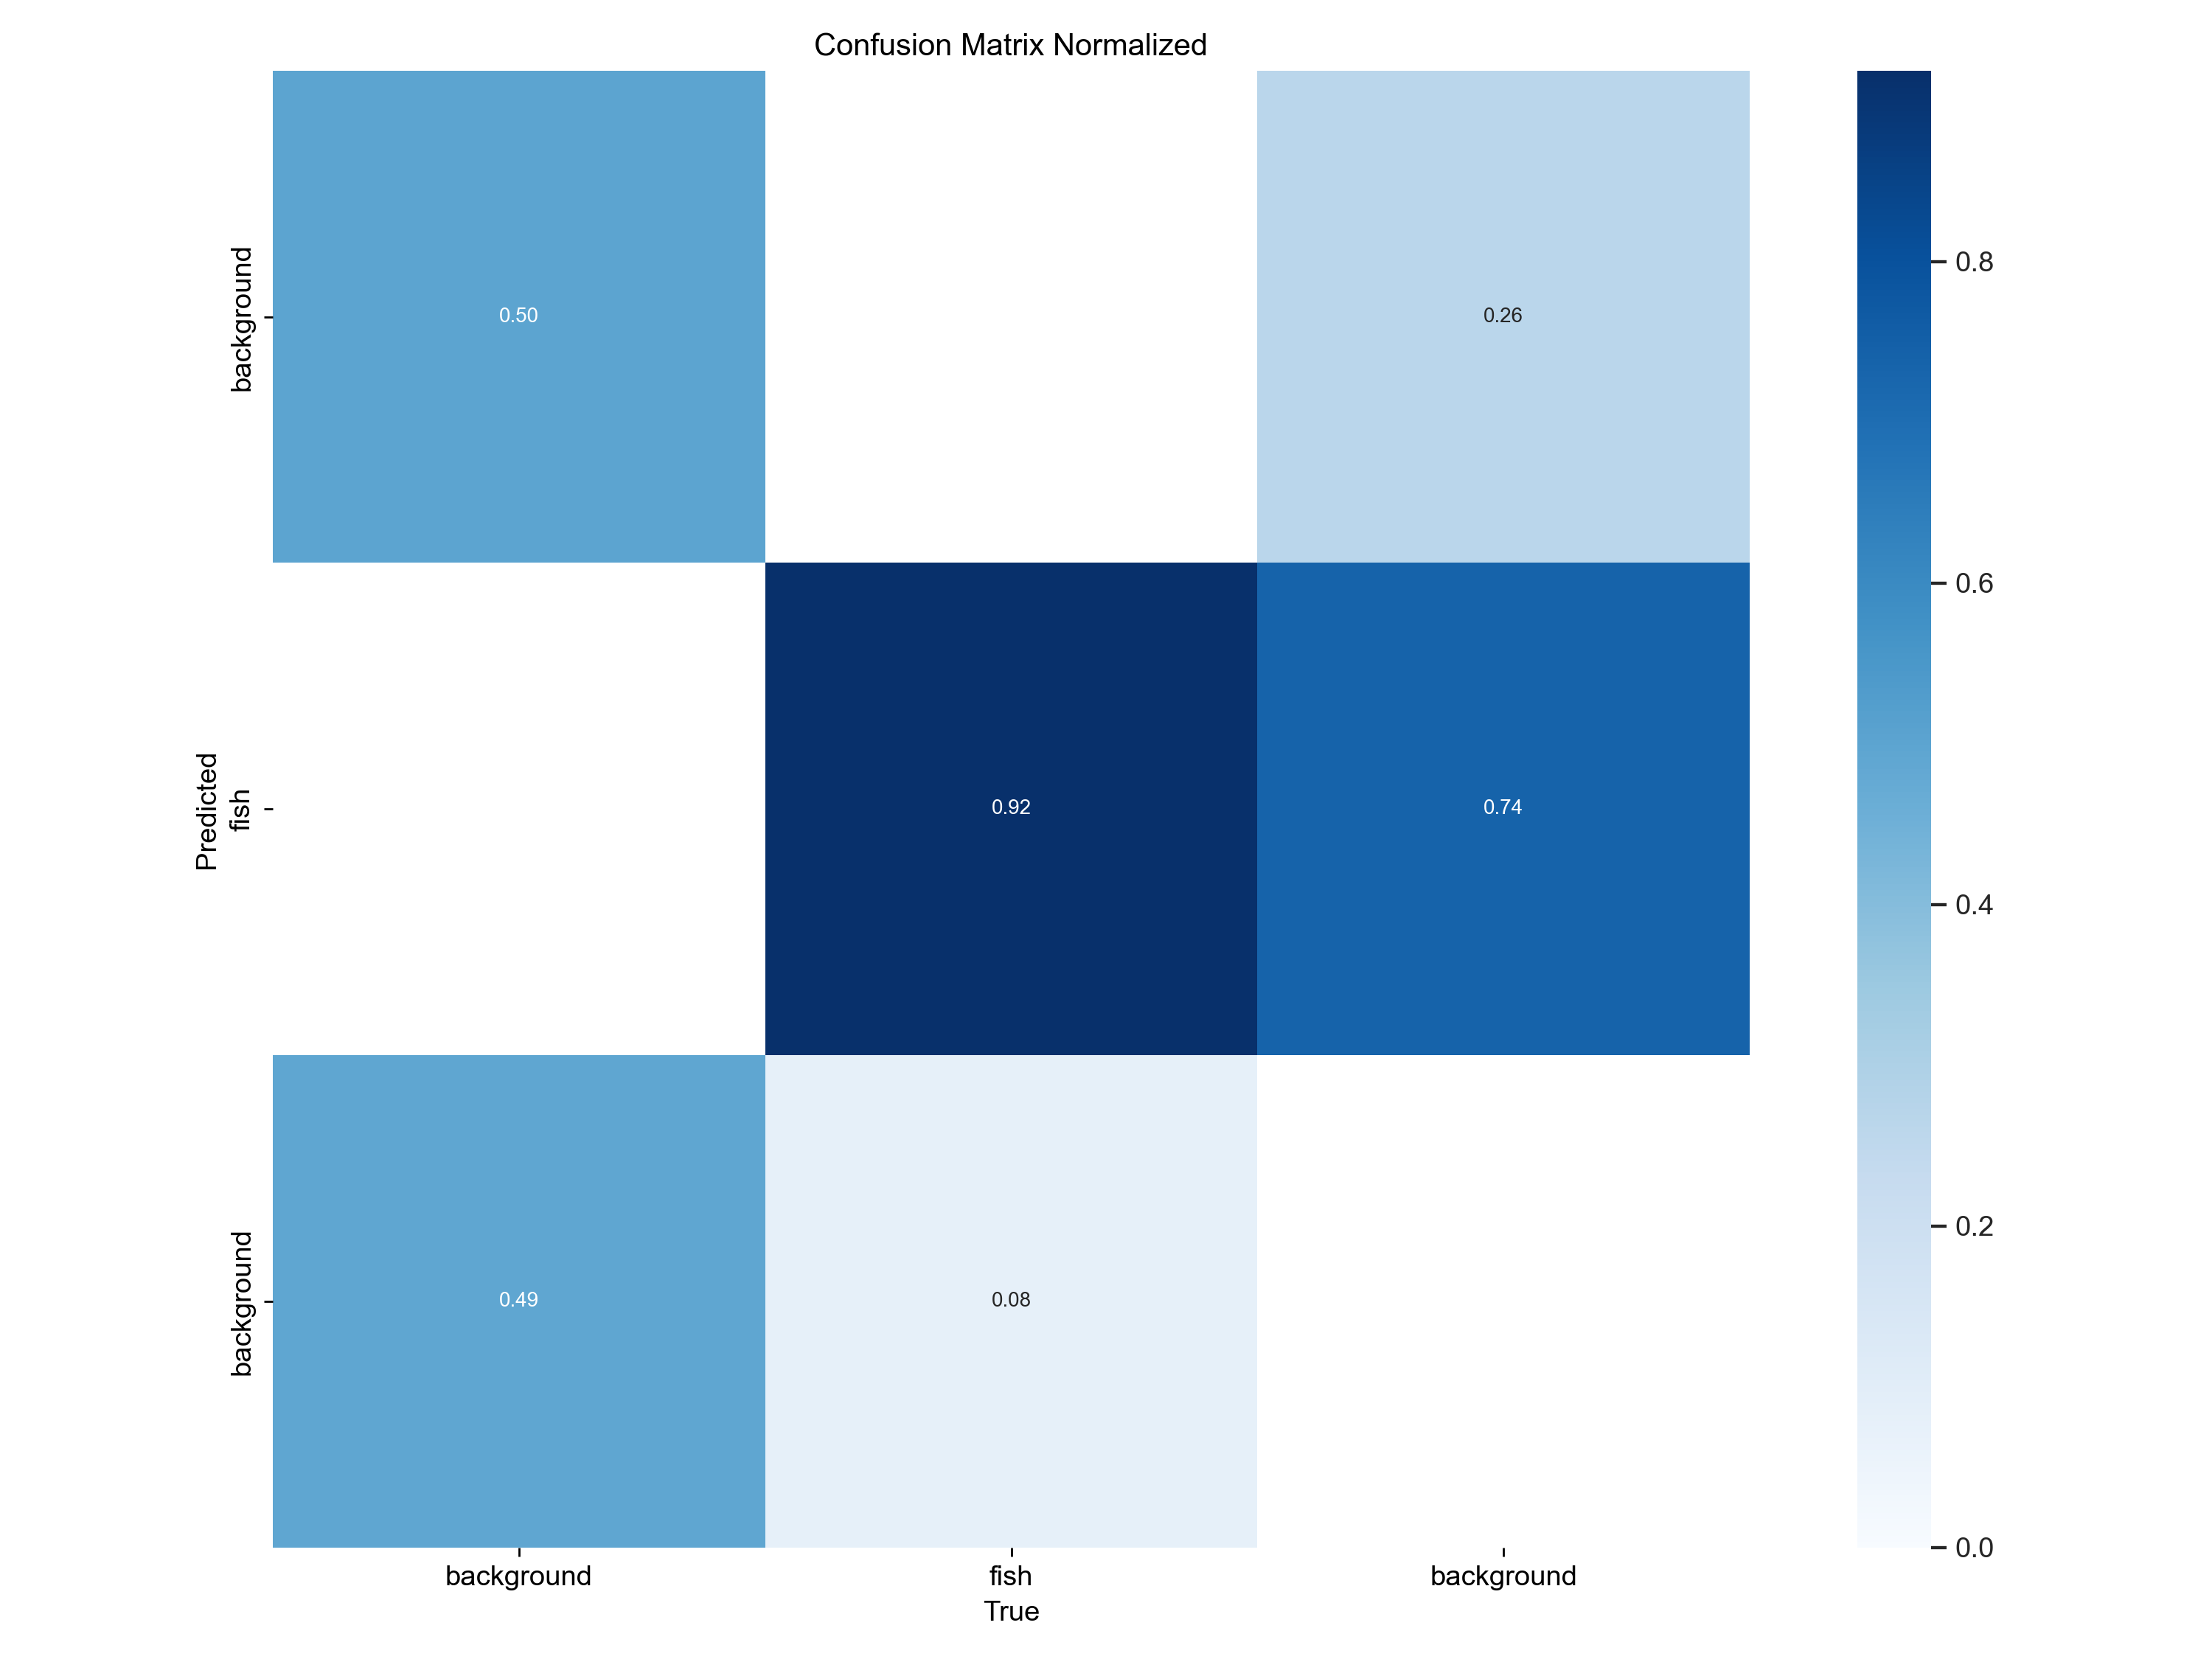 Confusion Matrix Normalized
background
0.50
0.26
0.8
0.6
Predicted
fish
0.92
0.74
0.4
background
0.49
0.08
0.2
0.0
background
fish
background
True